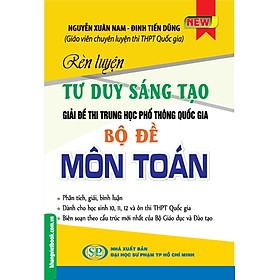 NGUYỄN XUÂN NAM - ĐINH TIẾN DŨNG
(Giáo viên chuyên luyện thi THPT Quốc gia)
NEW
Rèn luyện
TƯ DUY SÁNG TẠO
GIẢI ĐỀ THI TRUNG HỌC PHỔ THÔNG QUỐC GIA
BỘ ĐỀ
MÔN TOÁN
• Phân tích, giải, bình luận
• Dành cho học sinh 10, 11, 12 và ôn thi THPT Quốc gia
• Biên soạn theo cấu trúc mới nhất của Bộ Giáo dục và Đào tạo
NHÀ XUẤT BẢN
ĐẠI HỌC SƯ PHẠM TP HỒ CHÍ MINH
SP
khangvietbook.com.vn